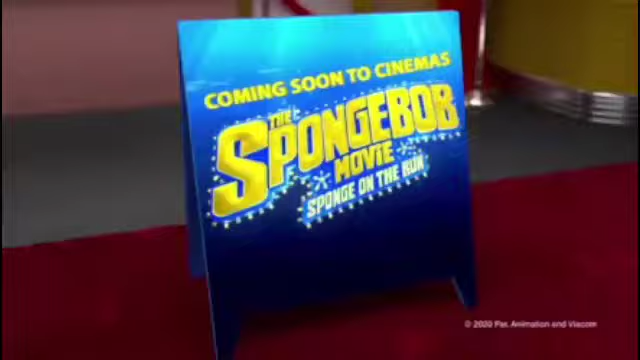 COMING SOON TO CINEMAS
THE
SPONGEBOB
MOVIE
SPONGE ON THE RUN
© 2020 Par. Animation and Viacom